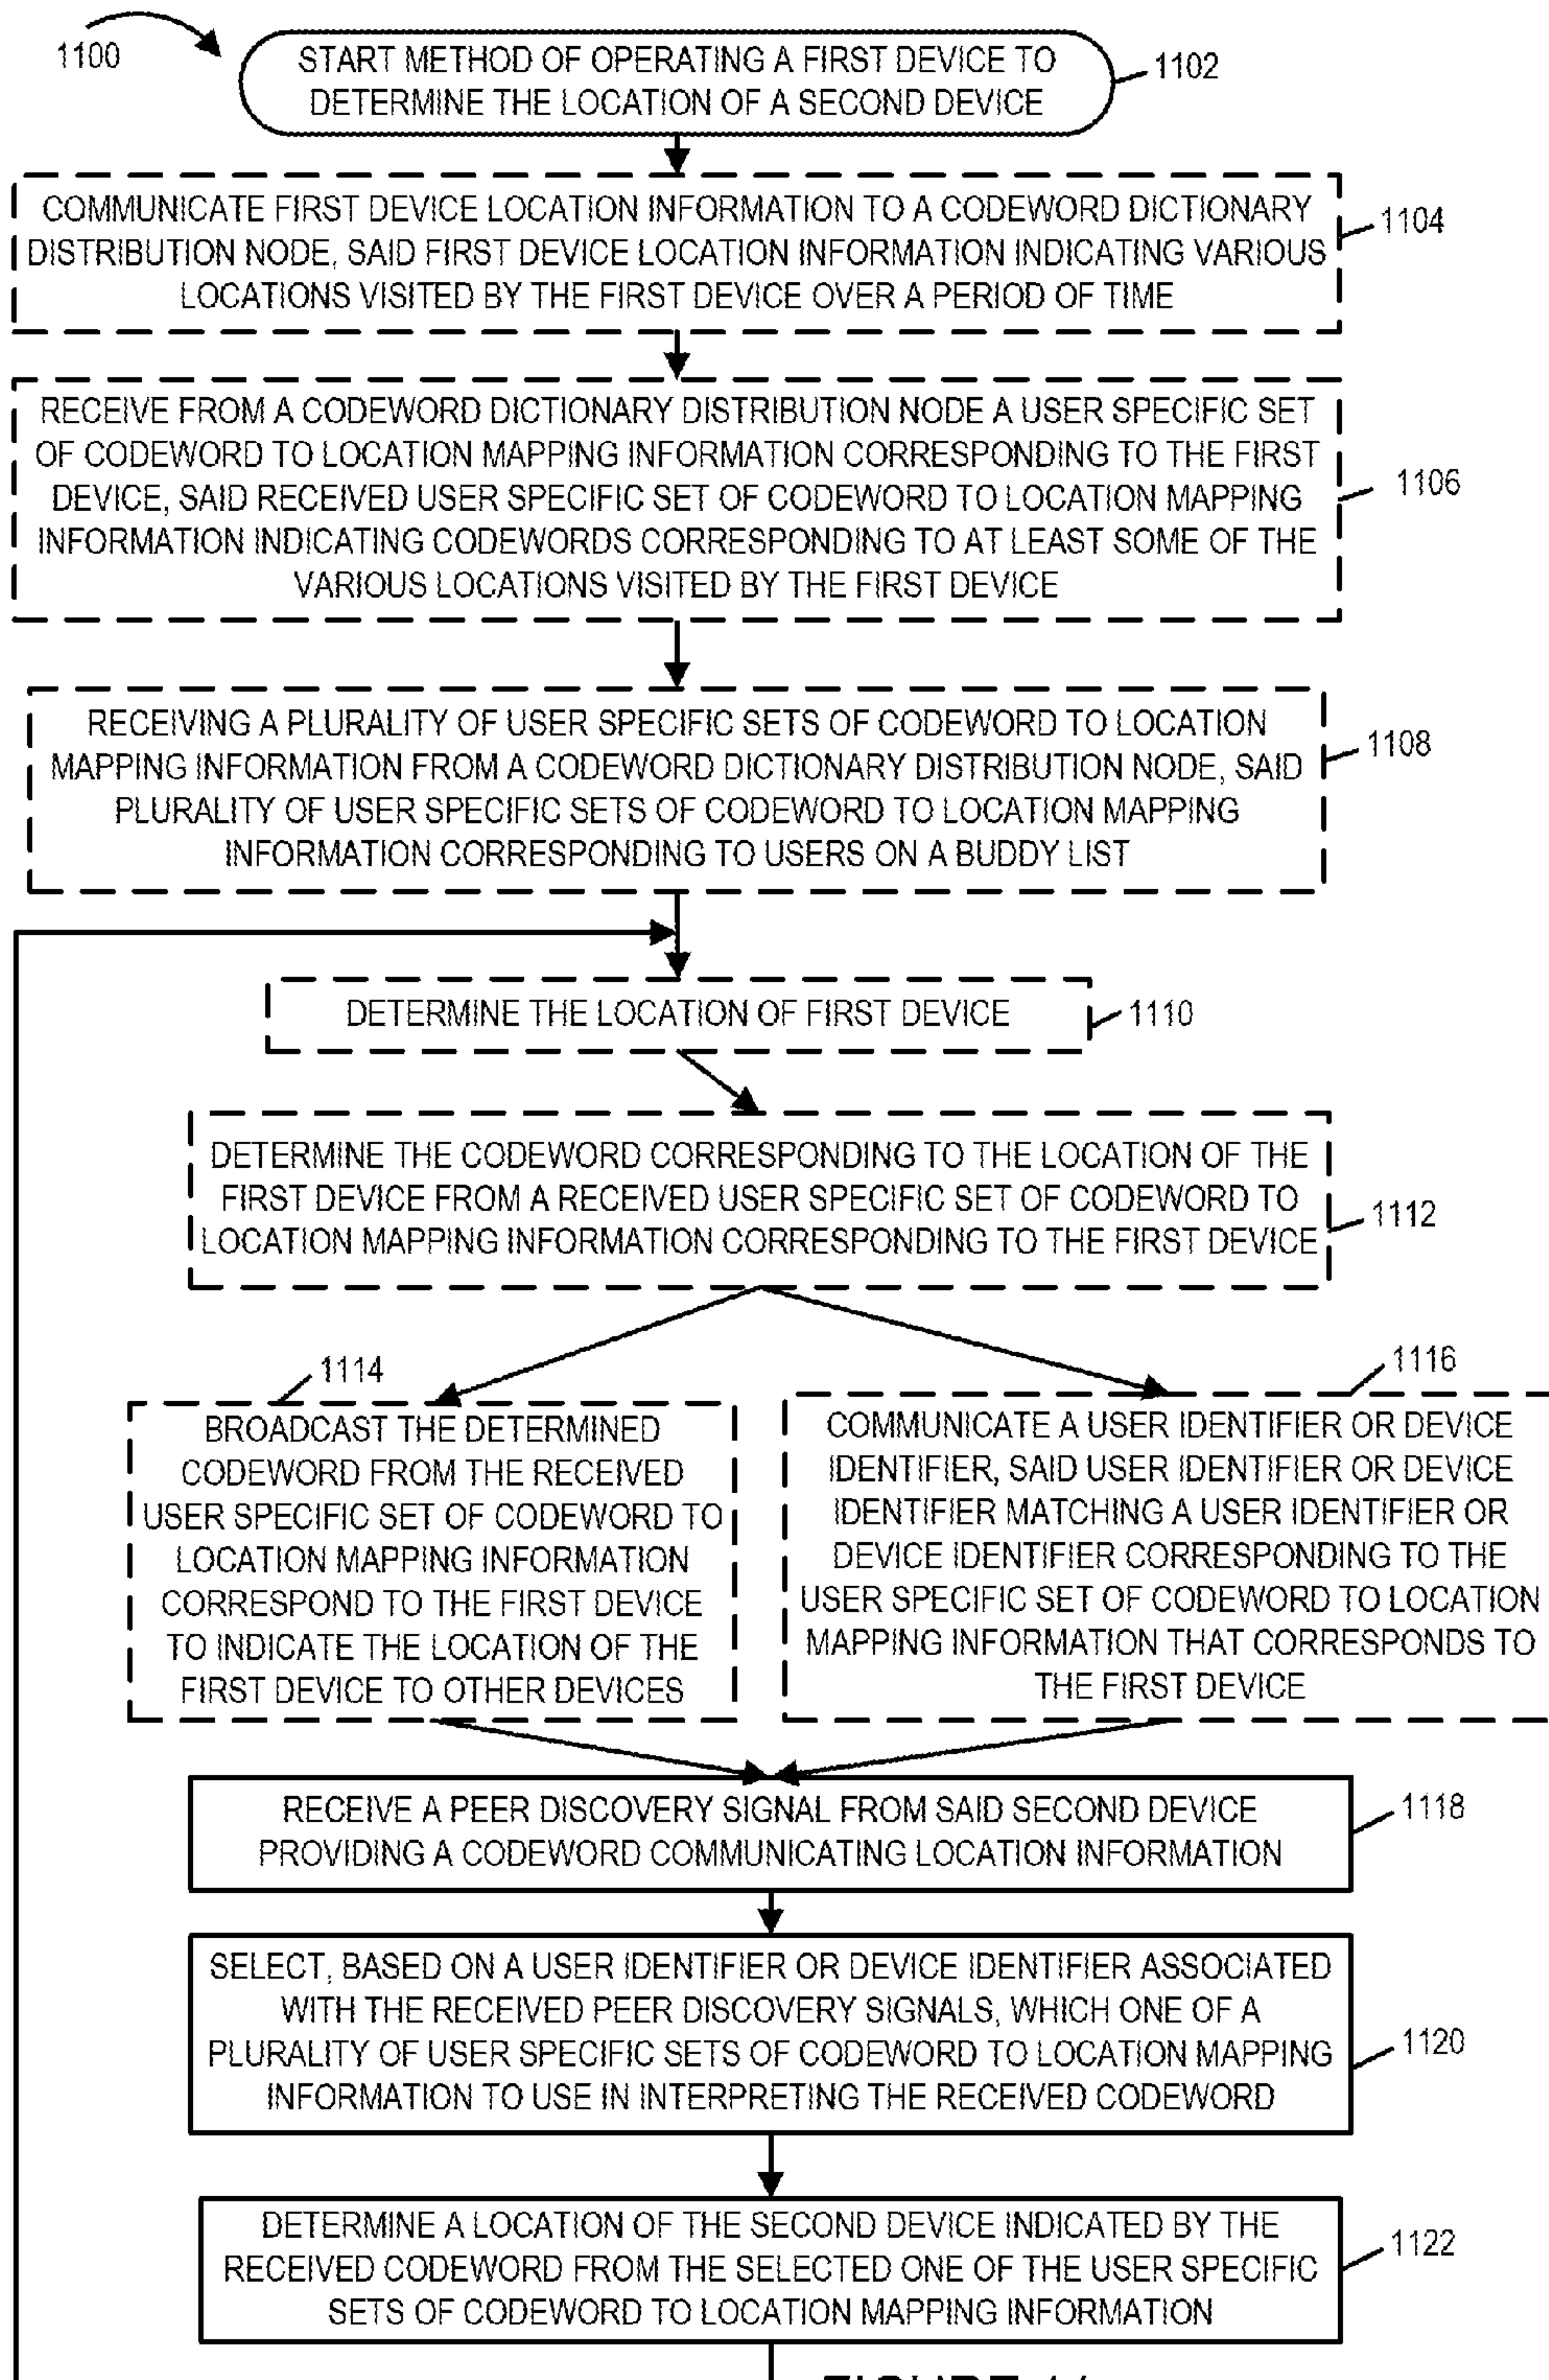 1100
START METHOD OF OPERATING A FIRST DEVICE TO
DETERMINE THE LOCATION OF A SECOND DEVICE
1102
COMMUNICATE FIRST DEVICE LOCATION INFORMATION TO A CODEWORD DICTIONARY
DISTRIBUTION NODE, SAID FIRST DEVICE LOCATION INFORMATION INDICATING VARIOUS
LOCATIONS VISITED BY THE FIRST DEVICE OVER A PERIOD OF TIME
1104
RECEIVE FROM A CODEWORD DICTIONARY DISTRIBUTION NODE A USER SPECIFIC SET
OF CODEWORD TO LOCATION MAPPING INFORMATION CORRESPONDING TO THE FIRST
DEVICE, SAID RECEIVED USER SPECIFIC SET OF CODEWORD TO LOCATION MAPPING
INFORMATION INDICATING CODEWORDS CORRESPONDING TO AT LEAST SOME OF THE
VARIOUS LOCATIONS VISITED BY THE FIRST DEVICE
1106
RECEIVING A PLURALITY OF USER SPECIFIC SETS OF CODEWORD TO LOCATION
MAPPING INFORMATION FROM A CODEWORD DICTIONARY DISTRIBUTION NODE, SAID
PLURALITY OF USER SPECIFIC SETS OF CODEWORD TO LOCATION MAPPING
INFORMATION CORRESPONDING TO USERS ON A BUDDY LIST
1108
DETERMINE THE LOCATION OF FIRST DEVICE
1110
DETERMINE THE CODEWORD CORRESPONDING TO THE LOCATION OF THE
FIRST DEVICE FROM A RECEIVED USER SPECIFIC SET OF CODEWORD TO
LOCATION MAPPING INFORMATION CORRESPONDING TO THE FIRST DEVICE
1112
1114
BROADCAST THE DETERMINED
CODEWORD FROM THE RECEIVED
USER SPECIFIC SET OF CODEWORD TO
LOCATION MAPPING INFORMATION
CORRESPOND TO THE FIRST DEVICE
TO INDICATE THE LOCATION OF THE
FIRST DEVICE TO OTHER DEVICES
1116
COMMUNICATE A USER IDENTIFIER OR DEVICE
IDENTIFIER, SAID USER IDENTIFIER OR DEVICE
IDENTIFIER MATCHING A USER IDENTIFIER OR
DEVICE IDENTIFIER CORRESPONDING TO THE
USER SPECIFIC SET OF CODEWORD TO LOCATION
MAPPING INFORMATION THAT CORRESPONDS TO
THE FIRST DEVICE
RECEIVE A PEER DISCOVERY SIGNAL FROM SAID SECOND DEVICE
PROVIDING A CODEWORD COMMUNICATING LOCATION INFORMATION
1118
SELECT, BASED ON A USER IDENTIFIER OR DEVICE IDENTIFIER ASSOCIATED
WITH THE RECEIVED PEER DISCOVERY SIGNALS, WHICH ONE OF A
PLURALITY OF USER SPECIFIC SETS OF CODEWORD TO LOCATION MAPPING
INFORMATION TO USE IN INTERPRETING THE RECEIVED CODEWORD
1120
DETERMINE A LOCATION OF THE SECOND DEVICE INDICATED BY THE
RECEIVED CODEWORD FROM THE SELECTED ONE OF THE USER SPECIFIC
SETS OF CODEWORD TO LOCATION MAPPING INFORMATION
1122